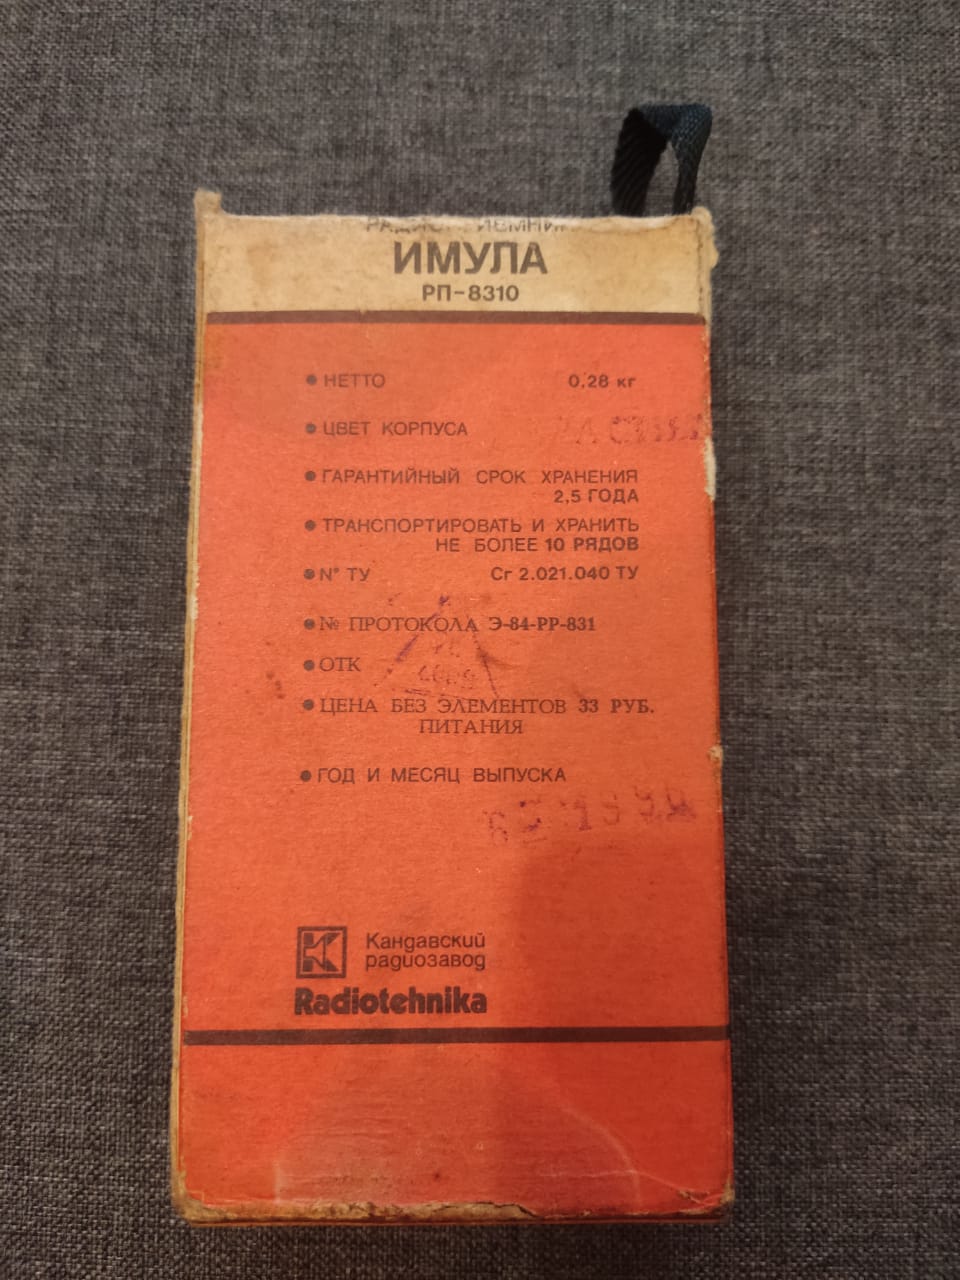 РАДИОПРИЕМНИК
ИМУЛА
РП-8310
НЕТТО 0,28 кг
ЦВЕТ КОРПУСА
ГАРАНТИЙНЫЙ СРОК ХРАНЕНИЯ
2,5 ГОДА
ТРАНСПОРТИРОВАТЬ И ХРАНИТЬ
НЕ БОЛЕЕ 10 РЯДОВ
N° ТУ Сг 2.021.040 ТУ
№ ПРОТОКОЛА Э-84-РР-831
ОТК
ЦЕНА БЕЗ ЭЛЕМЕНТОВ 33 РУБ.
ПИТАНИЯ
ГОД И МЕСЯЦ ВЫПУСКА
Кандавский
радиозавод
Radiotehnika